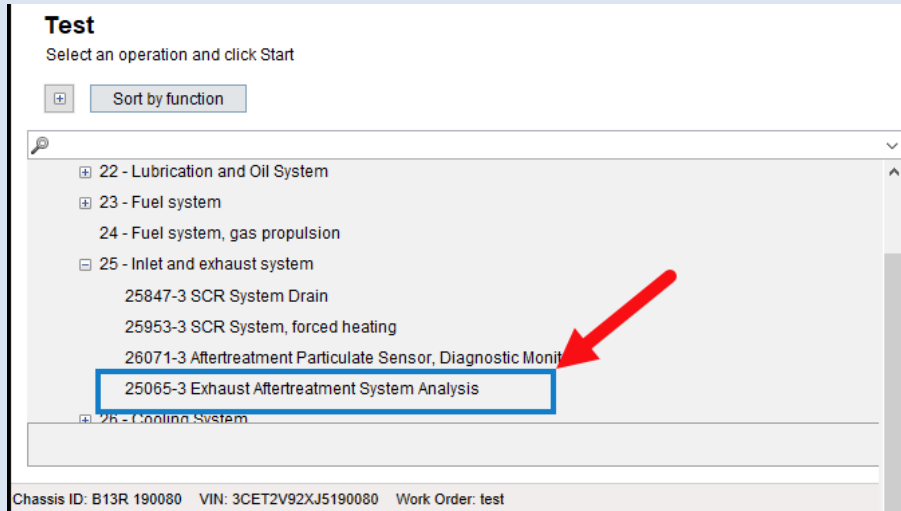 Test
Select an operation and click Start
Sort by function
22 - Lubrication and Oil System
23 - Fuel system
24 - Fuel system, gas propulsion
25 - Inlet and exhaust system
25847-3 SCR System Drain
25953-3 SCR System, forced heating
26071-3 Aftertreatment Particulate Sensor, Diagnostic Monit
25065-3 Exhaust Aftertreatment System Analysis
26 - Cooling System
Chassis ID: B13R 190080 VIN: 3CET2V92XJ5190080 Work Order: test